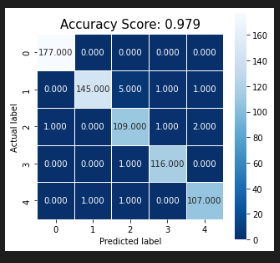 Accuracy Score: 0.979
0 177.000 0.000 0.000 0.000 0.000
1 0.000 145.000 5.000 1.000 1.000
2 1.000 0.000 109.000 1.000 2.000
3 0.000 0.000 1.000 116.000 0.000
4 0.000 1.000 1.000 0.000 107.000
0 1 2 3 4
Actual label
Predicted label
160
140
120
100
80
60
40
20
0